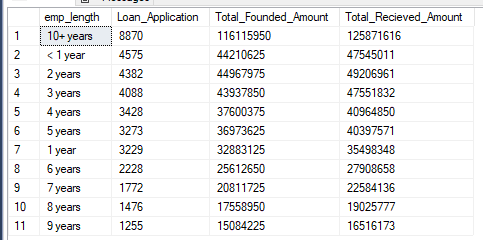 emp_length Loan_Application Total_Founded_Amount Total_Recieved_Amount
1 10+ years 8870 116115950 125871616
2 < 1 year 4575 44210625 47545011
3 2 years 4382 44967975 49206961
4 3 years 4088 43937850 47551832
5 4 years 3428 37600375 40964850
6 5 years 3273 36973625 40397571
7 1 year 3229 32883125 35498348
8 6 years 2228 25612650 27908658
9 7 years 1772 20811725 22584136
10 8 years 1476 17558950 19025777
11 9 years 1255 15084225 16516173